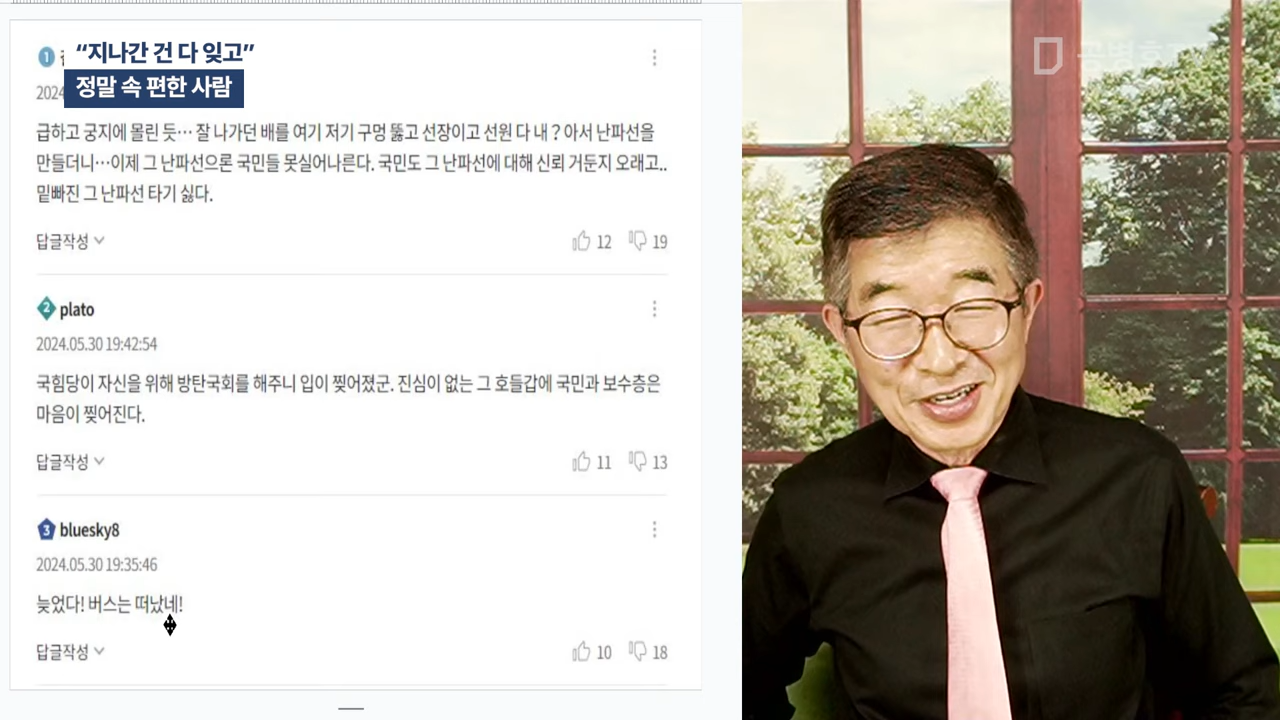 “지나간 건 다 잊고”
정말 속 편한 사람
1
2024
급하고 궁지에 몰린 듯… 잘 나가던 배를 여기 저기 구멍 뚫고 선장이고 선원 다 내 ? 아서 난파선을
만들더니…이제 그 난파선으론 국민들 못실어나른다. 국민도 그 난파선에 대해 신뢰 거둔지 오래고..
밑빠진 그 난파선 타기 싫다.
답글작성
12 19
2 plato
2024.05.30 19:42:54
국힘당이 자신을 위해 방탄국회를 해주니 입이 찢어졌군. 진심이 없는 그 호들갑에 국민과 보수층은
마음이 찢어진다.
답글작성
11 13
3 bluesky8
2024.05.30 19:35:46
늦었다! 버스는 떠났네!
답글작성
10 18